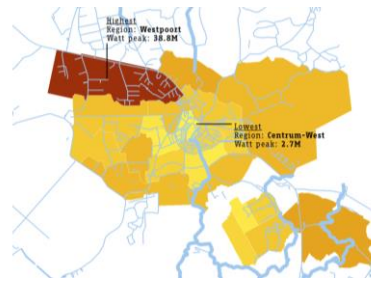 Highest
Region: Westpoort
Watt peak: 38.8M
Lowest
Region: Centrum-West
Watt peak: 2.7M